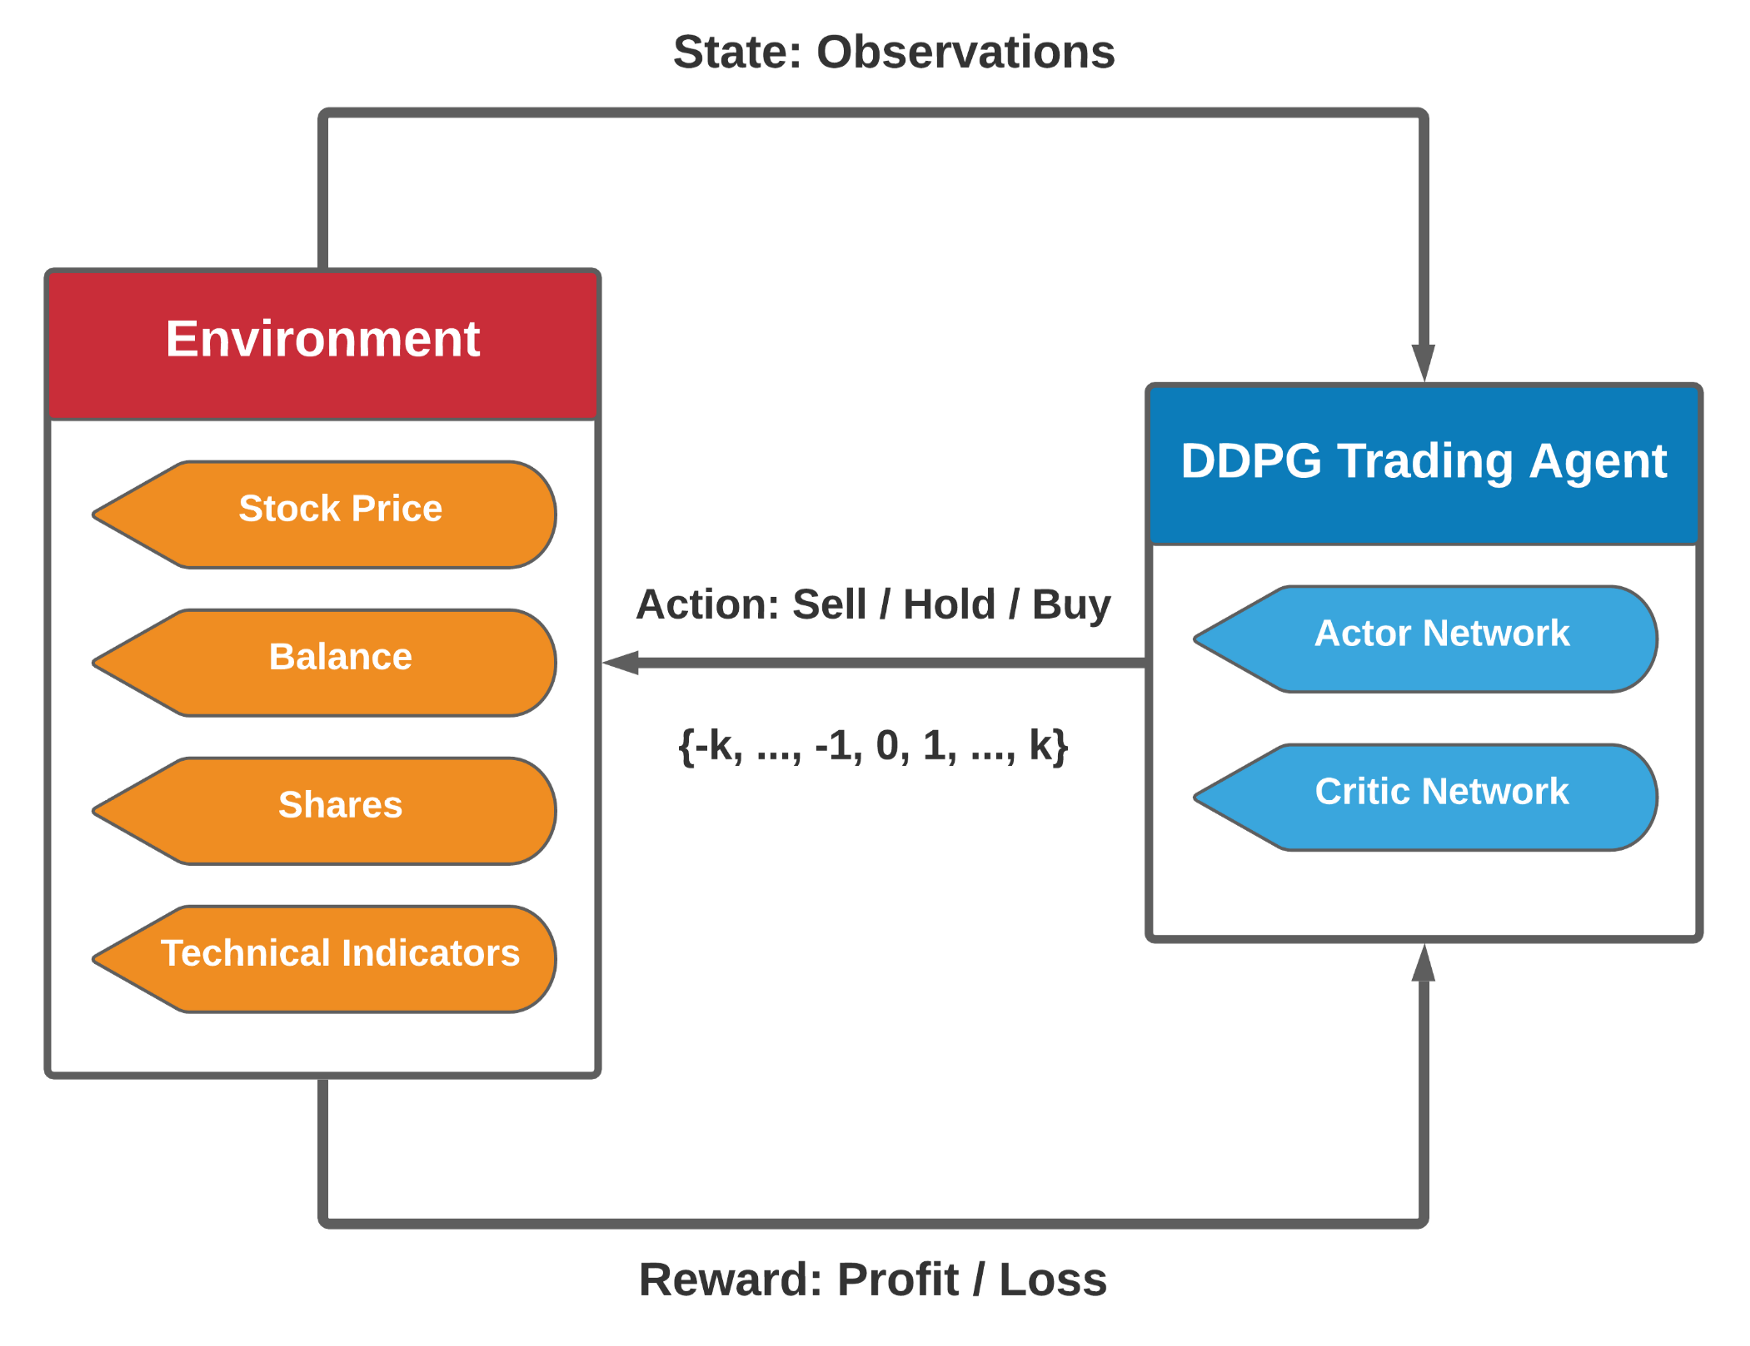 State: Observations
Environment
Stock Price
Balance
Shares
Technical Indicators
Action: Sell / Hold / Buy
{-k, ..., -1, 0, 1, ..., k}
DDPG Trading Agent
Actor Network
Critic Network
Reward: Profit / Loss